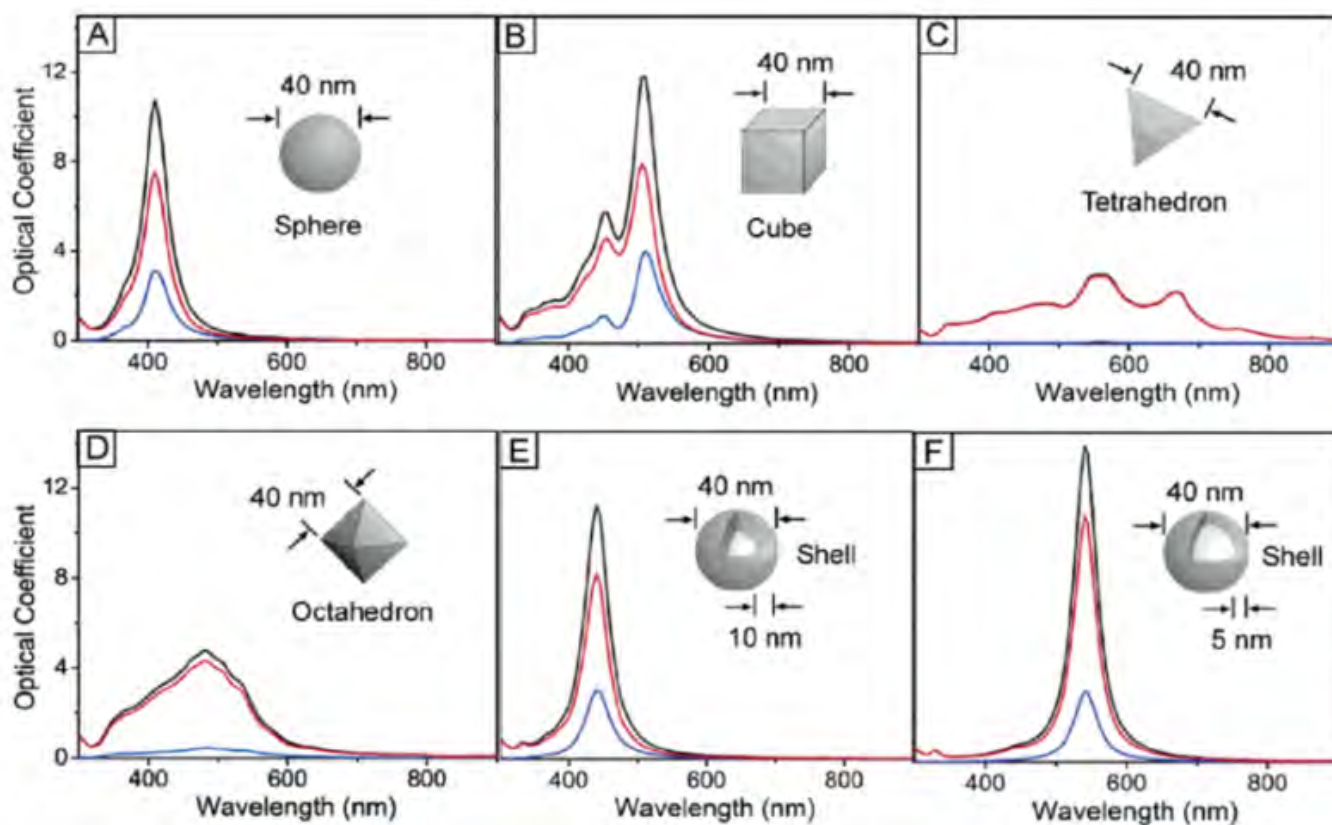 A
B
C
12
8
4
0
Optical Coefficient
40 nm
Sphere
400
600
800
Wavelength (nm)
40 nm
Cube
400
600
800
Wavelength (nm)
40 nm
Tetrahedron
400
600
800
Wavelength (nm)
D
E
F
12
8
4
0
Optical Coefficient
40 nm
Octahedron
400
600
800
Wavelength (nm)
40 nm
Shell
10 nm
400
600
800
Wavelength (nm)
40 nm
Shell
5 nm
400
600
800
Wavelength (nm)